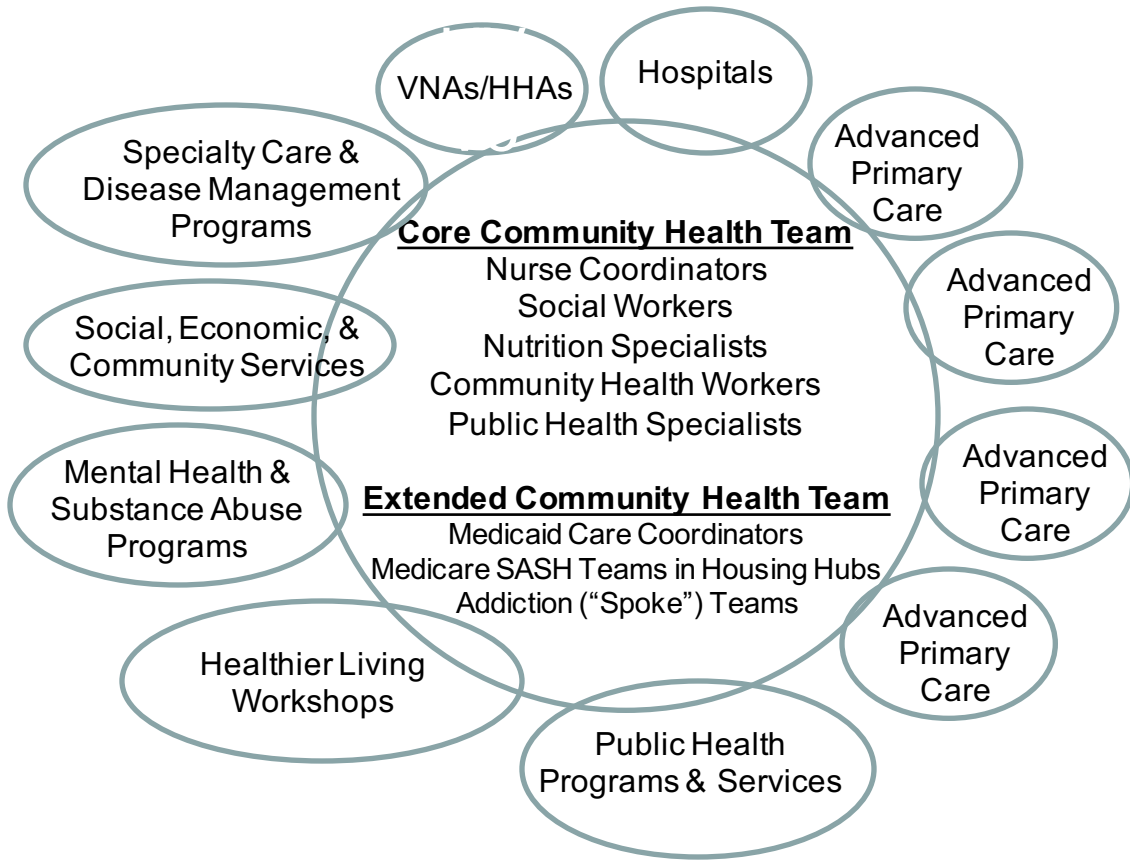 VNAs/HHAs
Hospitals
Specialty Care &
Disease Management
Programs
Advanced
Primary
Care
Social, Economic, &
Community Services
Advanced
Primary
Care
Mental Health &
Substance Abuse
Programs
Advanced
Primary
Care
Healthier Living
Workshops
Advanced
Primary
Care
Public Health
Programs & Services
Core Community Health Team
Nurse Coordinators
Social Workers
Nutrition Specialists
Community Health Workers
Public Health Specialists
Extended Community Health Team
Medicaid Care Coordinators
Medicare SASH Teams in Housing Hubs
Addiction (“Spoke”) Teams